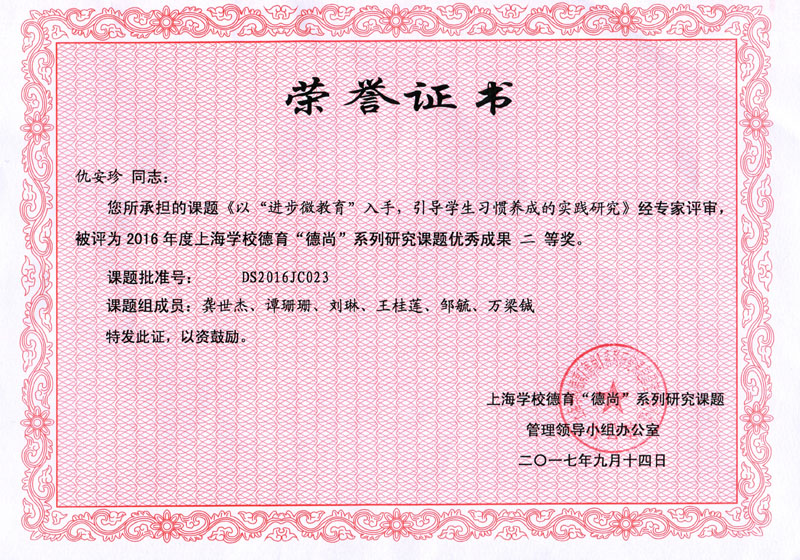 荣誉证书
仇安珍 同志：
您所承担的课题《以“进步微教育”入手，引导学生习惯养成的实践研究》经专家评审，
被评为2016年度上海学校德育“德尚”系列研究课题优秀成果 二 等奖。
课题批准号： DS2016JC023
课题组成员：龚世杰、谭珊珊、刘琳、王桂莲、邹毓、万梁铖
特发此证，以资鼓励。
上海学校德育“德尚”系列研究课题
管理领导小组办公室
二〇一七年九月十四日